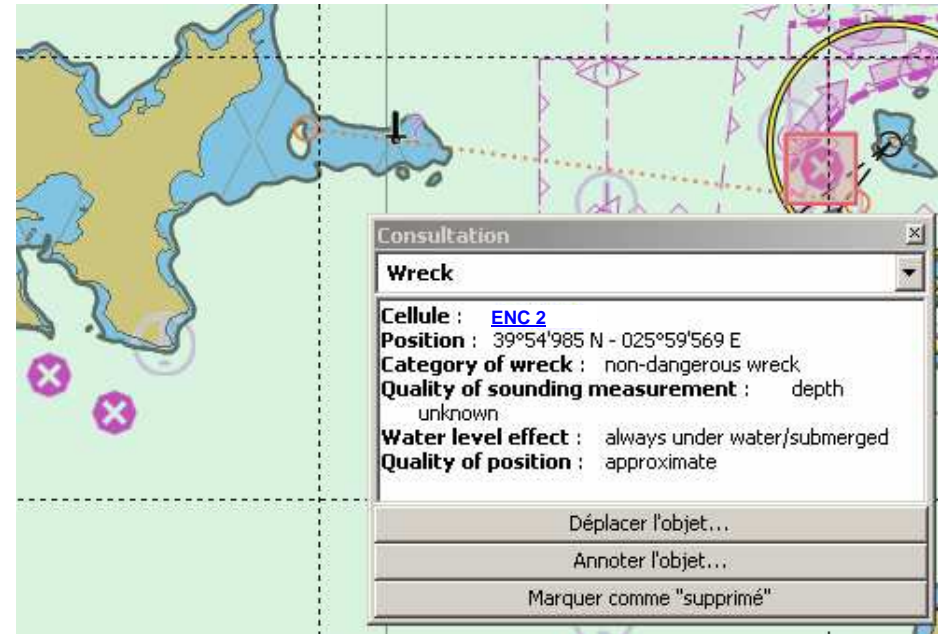 Consultation
Wreck
Cellule : ENC 2
Position : 39°54'985 N - 025°59'569 E
Category of wreck : non-dangerous wreck
Quality of sounding measurement : depth
unknown
Water level effect : always under water/submerged
Quality of position : approximate
Déplacer l'objet...
Annoter l'objet...
Marquer comme "supprimé"